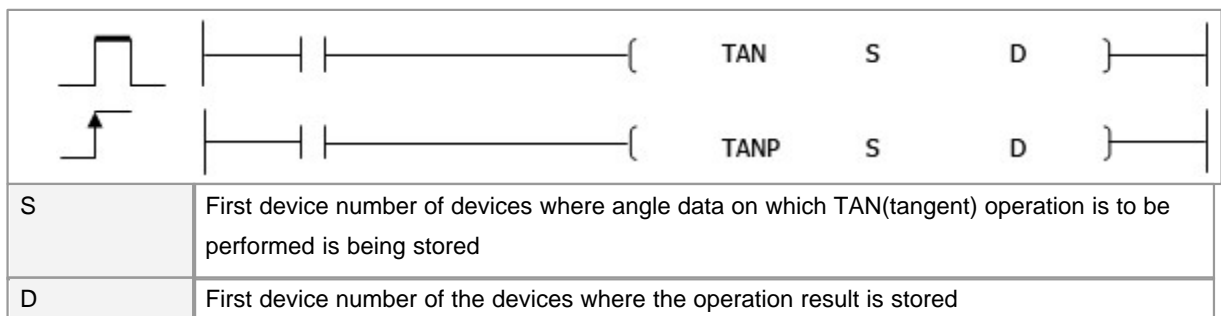 TAN S D
TANP S D
S First device number of devices where angle data on which TAN(tangent) operation is to be
performed is being stored
D First device number of the devices where the operation result is stored